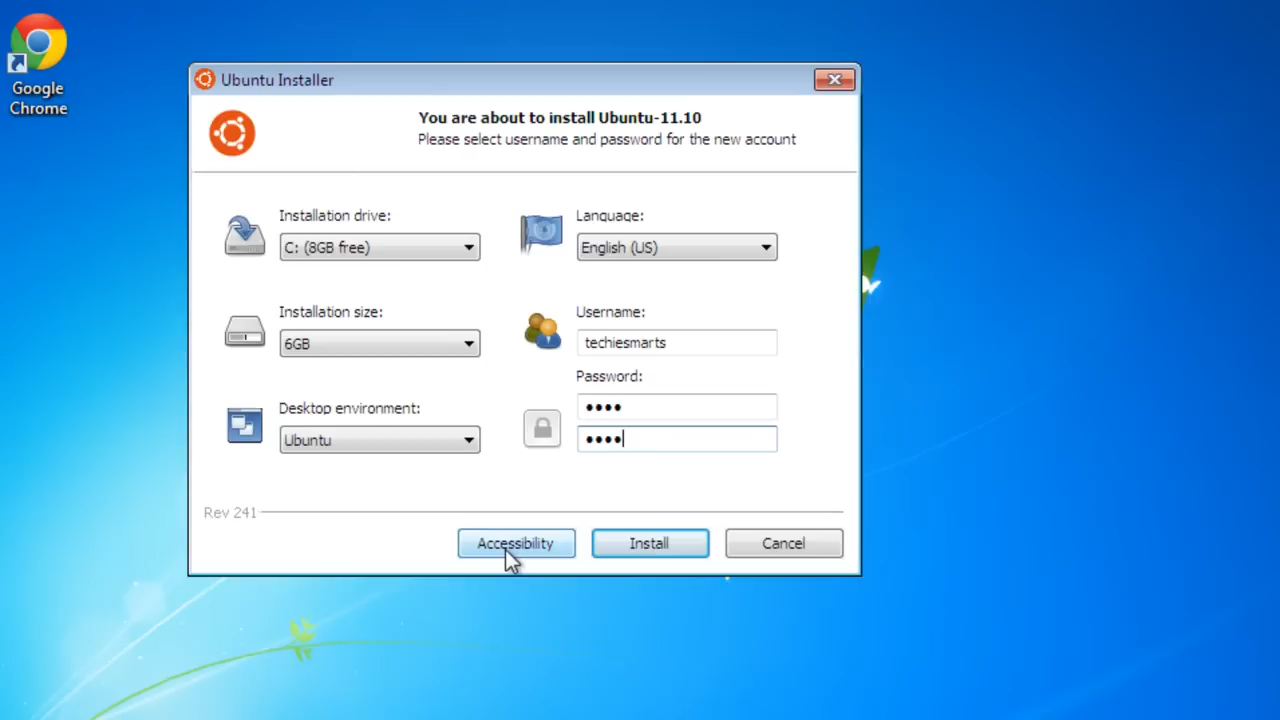 Google
Chrome
Ubuntu Installer
You are about to install Ubuntu-11.10
Please select username and password for the new account
Installation drive:
C: (8GB free)
Language:
English (US)
Installation size:
6GB
Username:
techiesmarts
Password:
••••
Desktop environment:
Ubuntu
••••
Rev 241
Accessibility
Install
Cancel